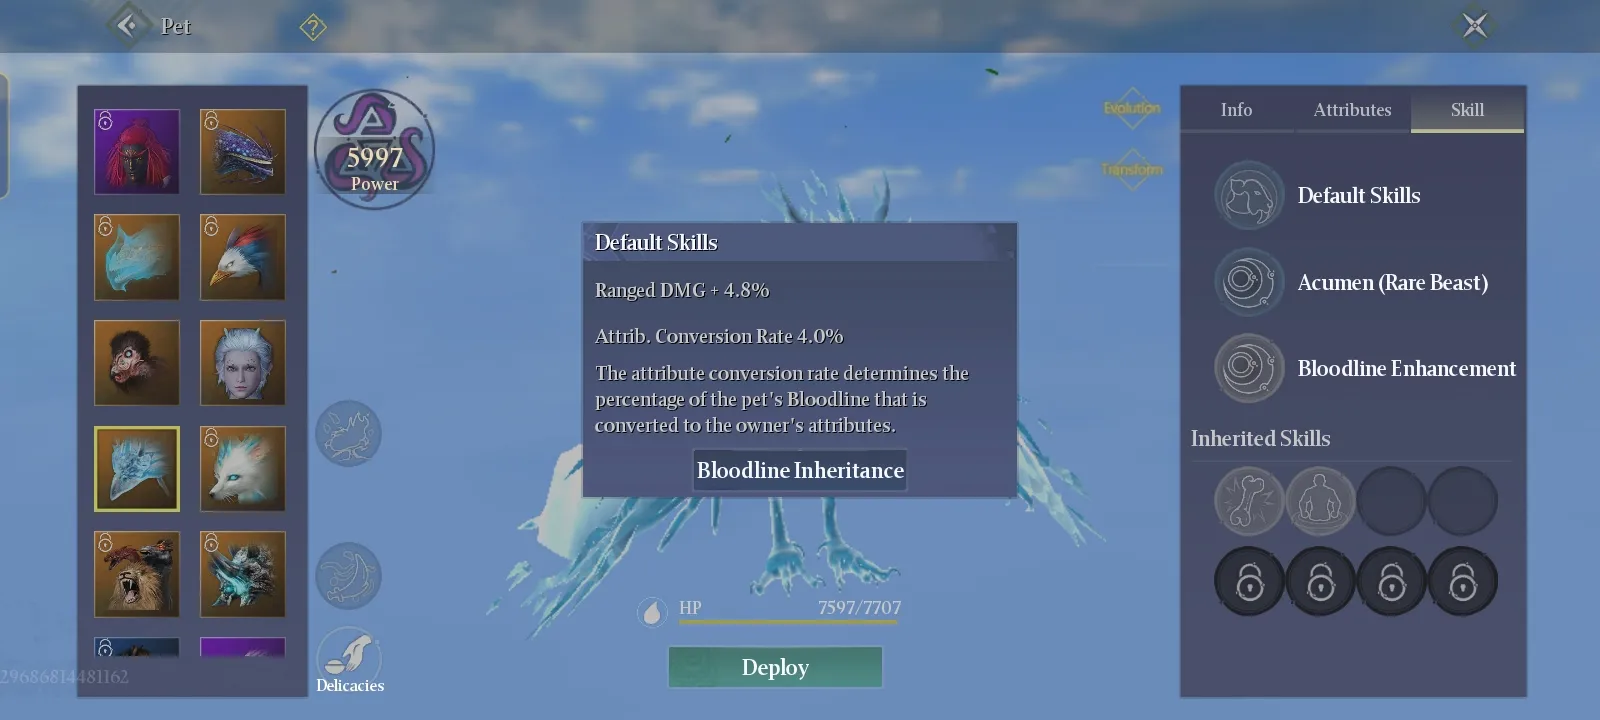 Pet
?
5997
Power
Evolution
Transform
Info
Attributes
Skill
Default Skills
Acumen (Rare Beast)
Bloodline Enhancement
Inherited Skills
Default Skills
Ranged DMG + 4.8%
Attrib. Conversion Rate 4.0%
The attribute conversion rate determines the
percentage of the pet's Bloodline that is
converted to the owner's attributes.
Bloodline Inheritance
HP
7597/7707
Deploy
Delicacies
29686814481162